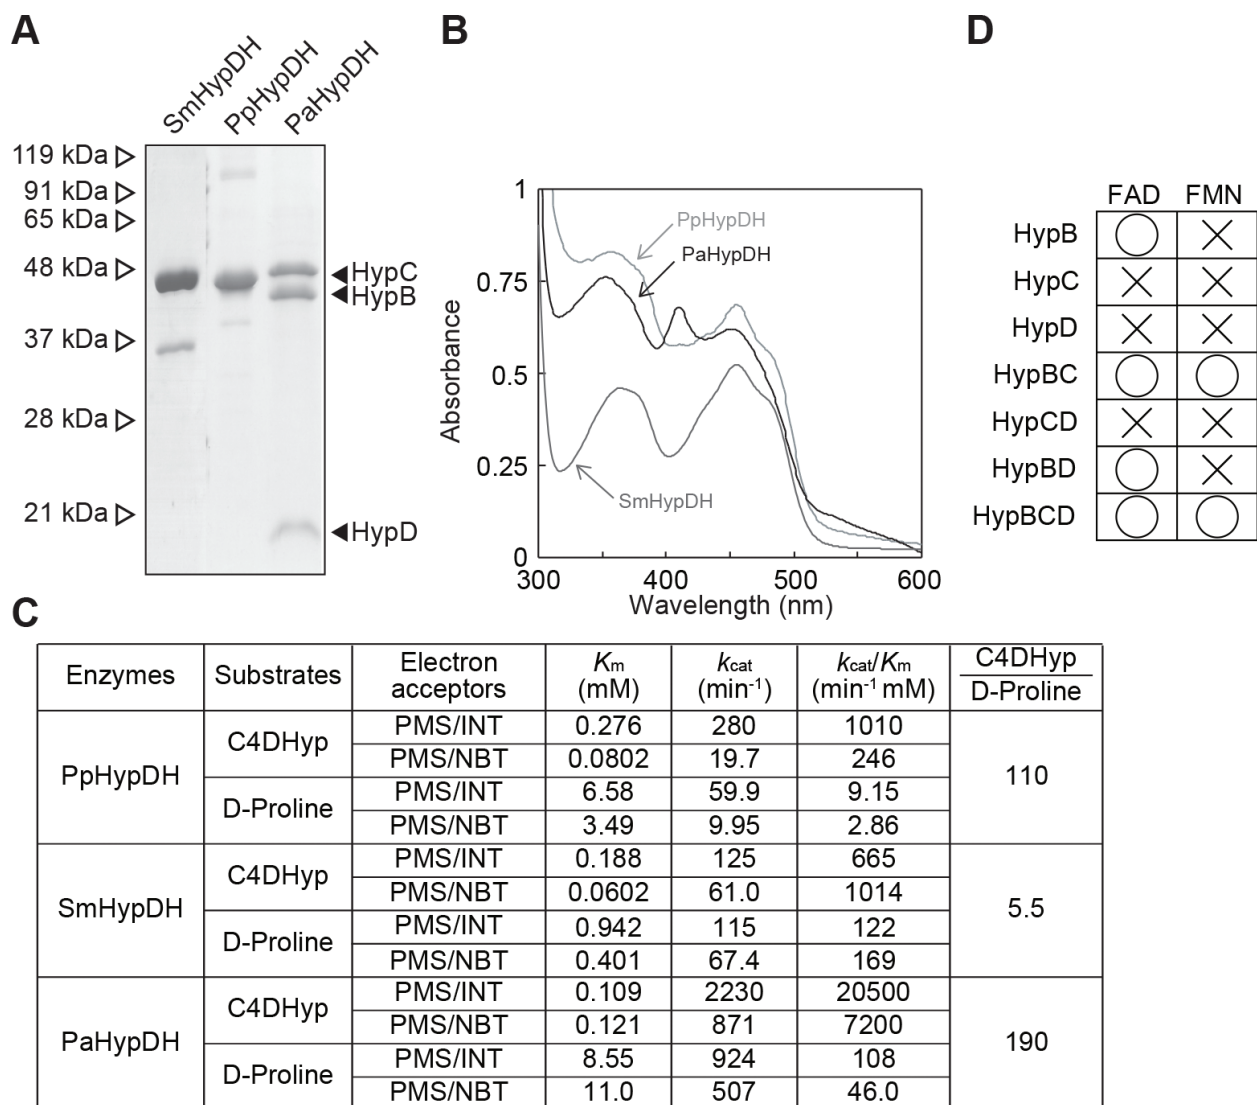 A
B
D
SmHypDH
PpHypDH
PaHypDH
119 kDa
91 kDa
65 kDa
48 kDa
37 kDa
28 kDa
21 kDa
HypC
HypB
HypD
Absorbance
1
0.75
0.5
0.25
0
300
400
500
600
Wavelength (nm)
PpHypDH
PaHypDH
SmHypDH
FAD FMN
HypB
HypC
HypD
HypBC
HypCD
HypBD
HypBCD
C
Enzymes Substrates Electron acceptors Km (mM) kcat (min-1) kcat/Km (min-1 mM) C4DHyp D-Proline
PpHypDH C4DHyp PMS/INT 0.276 280 1010 110
PMS/NBT 0.0802 19.7 246
D-Proline PMS/INT 6.58 59.9 9.15
PMS/NBT 3.49 9.95 2.86
SmHypDH C4DHyp PMS/INT 0.188 125 665 5.5
PMS/NBT 0.0602 61.0 1014
D-Proline PMS/INT 0.942 115 122
PMS/NBT 0.401 67.4 169
PaHypDH C4DHyp PMS/INT 0.109 2230 20500 190
PMS/NBT 0.121 871 7200
D-Proline PMS/INT 8.55 924 108
PMS/NBT 11.0 507 46.0